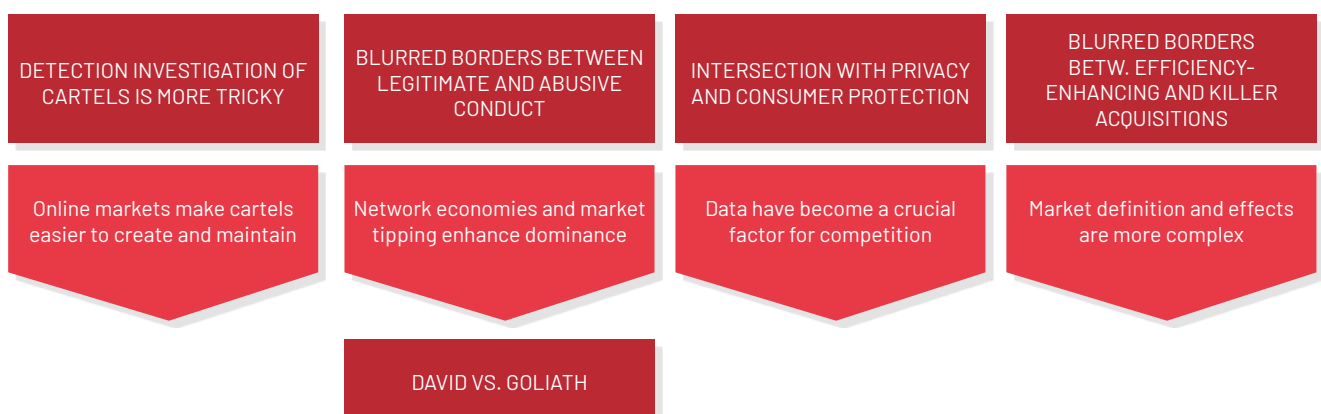 DETECTION INVESTIGATION OF
CARTELS IS MORE TRICKY
BLURRED BORDERS BETWEEN
LEGITIMATE AND ABUSIVE
CONDUCT
INTERSECTION WITH PRIVACY
AND CONSUMER PROTECTION
BLURRED BORDERS
BETW. EFFICIENCY-
ENHANCING AND KILLER
ACQUISITIONS
Online markets make cartels
easier to create and maintain
Network economies and market
tipping enhance dominance
Data have become a crucial
factor for competition
Market definition and effects
are more complex
DAVID VS. GOLIATH